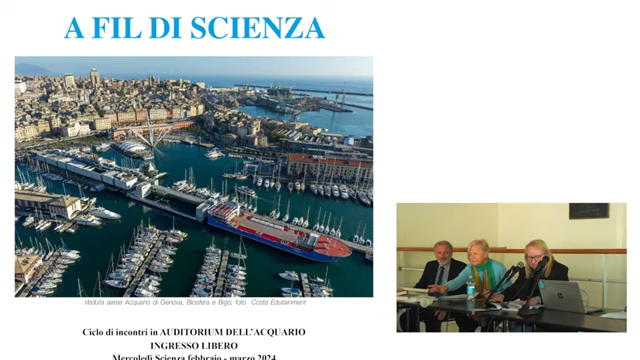 A FIL DI SCIENZA
Veduta aerea Acquario di Genova, Biosfera e Bigo, foto Costa Edutainment
Ciclo di incontri in AUDITORIUM DELL'ACQUARIO
INGRESSO LIBERO
Mercoledì Scienza febbraio - marzo 2024